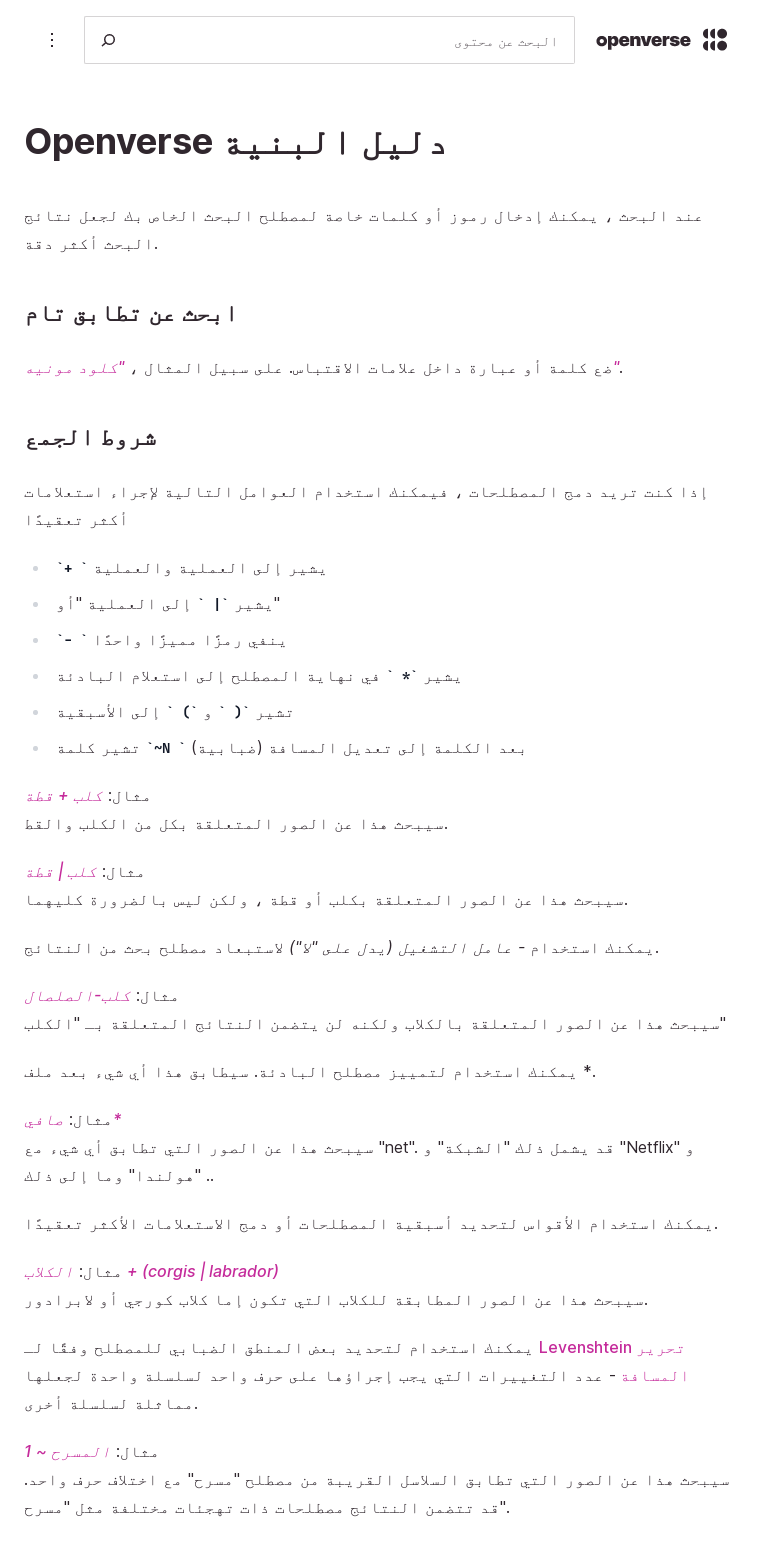 openverse
البحث عن محتوى
Openverse دليل البنية
عند البحث ، يمكنك إدخال رموز أو كلمات خاصة لمصطلح البحث الخاص بك لجعل نتائج
البحث أكثر دقة.
ابحث عن تطابق تام
ضع كلمة أو عبارة داخل علامات الاقتباس. على سبيل المثال ، "كلود مونيه".
شروط الجمع
إذا كنت تريد دمج المصطلحات ، فيمكنك استخدام العوامل التالية لإجراء استعلامات
أكثر تعقيدًا
يشير إلى العملية والعملية ` +`
يشير `| ` إلى العملية "أو"
ينفي رمزًا مميزًا واحدًا ` -`
يشير `* ` في نهاية المصطلح إلى استعلام البادئة
تشير `( ` و `) ` إلى الأسبقية
بعد الكلمة إلى تعديل المسافة (ضبابية) ` ~N` تشير كلمة
مثال: كلب + قطة
سيبحث هذا عن الصور المتعلقة بكل من الكلب والقط.
مثال: كلب | قطة
سيبحث هذا عن الصور المتعلقة بكلب أو قطة ، ولكن ليس بالضرورة كليهما.
يمكنك استخدام - عامل التشغيل (يدل على "لا") لاستبعاد مصطلح بحث من النتائج.
مثال: كلب-الصلصال
سيبحث هذا عن الصور المتعلقة بالكلاب ولكنه لن يتضمن النتائج المتعلقة بـ "الكلب"
يمكنك استخدام لتمييز مصطلح البادئة. سيطابق هذا أي شيء بعد ملف *.
مثال: صافي*
سيبحث هذا عن الصور التي تطابق أي شيء مع "net". قد يشمل ذلك "الشبكة" و "Netflix" و
"هولندا" وما إلى ذلك ..
يمكنك استخدام الأقواس لتحديد أسبقية المصطلحات أو دمج الاستعلامات الأكثر تعقيدًا.
مثال: الكلاب + (corgis | labrador)
سيبحث هذا عن الصور المطابقة للكلاب التي تكون إما كلاب كورجي أو لابرادور.
يمكنك استخدام لتحديد بعض المنطق الضبابي للمصطلح وفقًا لـ Levenshtein تحرير
المسافة - عدد التغييرات التي يجب إجراؤها على حرف واحد لسلسلة واحدة لجعلها
مماثلة لسلسلة أخرى.
مثال: المسرح ~ 1
سيبحث هذا عن الصور التي تطابق السلاسل القريبة من مصطلح "مسرح" مع اختلاف حرف واحد.
قد تتضمن النتائج مصطلحات ذات تهجئات مختلفة مثل "مسرح".